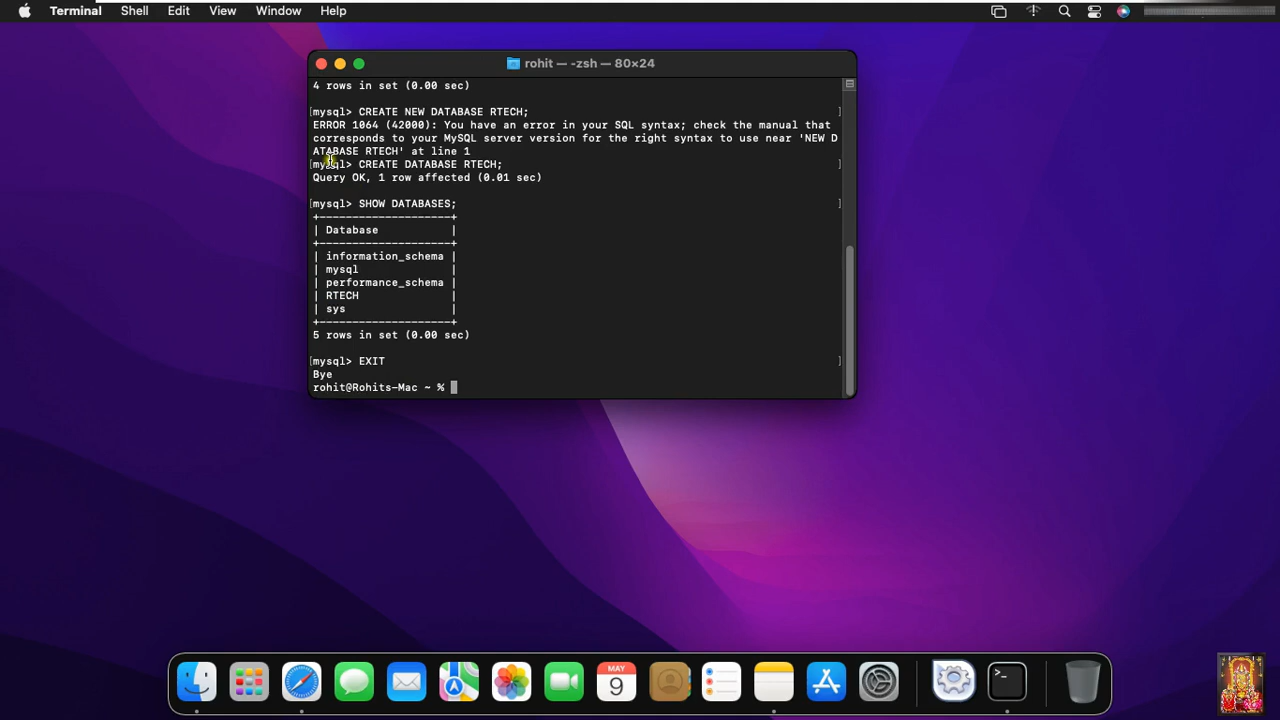 Terminal Shell Edit View Window Help
rohit — -zsh — 80×24
4 rows in set (0.00 sec)
[mysql> CREATE NEW DATABASE RTECH; ]
ERROR 1064 (42000): You have an error in your SQL syntax; check the manual that
corresponds to your MySQL server version for the right syntax to use near 'NEW D
ATABASE RTECH' at line 1
[mysql> CREATE DATABASE RTECH; ]
Query OK, 1 row affected (0.01 sec)
[mysql> SHOW DATABASES; ]
+--------------------+
| Database           |
+--------------------+
| information_schema |
| mysql              |
| performance_schema |
| RTECH              |
| sys                |
+--------------------+
5 rows in set (0.00 sec)
[mysql> EXIT ]
Bye
rohit@Rohits-Mac ~ %
MAY
9
>_